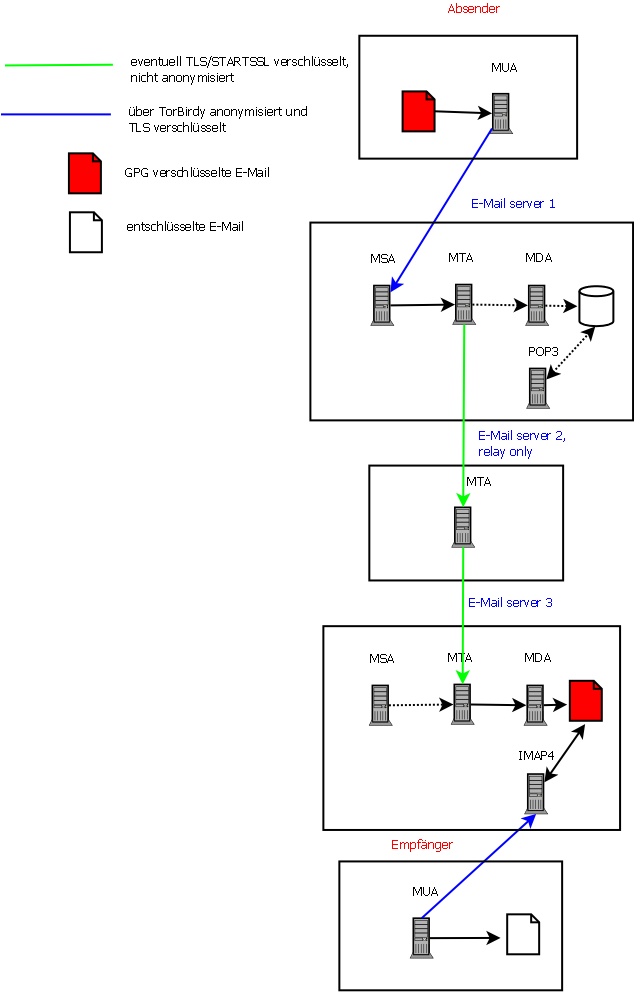 Absender
eventuell TLS/STARTSSL verschlüsselt,
nicht anonymisiert
MUA
über TorBirdy anonymisiert und
TLS verschlüsselt
GPG verschlüsselte E-Mail
E-Mail server 1
entschlüsselte E-Mail
MSA
MTA
MDA
POP3
E-Mail server 2,
relay only
MTA
E-Mail server 3
MSA
MTA
MDA
IMAP4
Empfänger
MUA